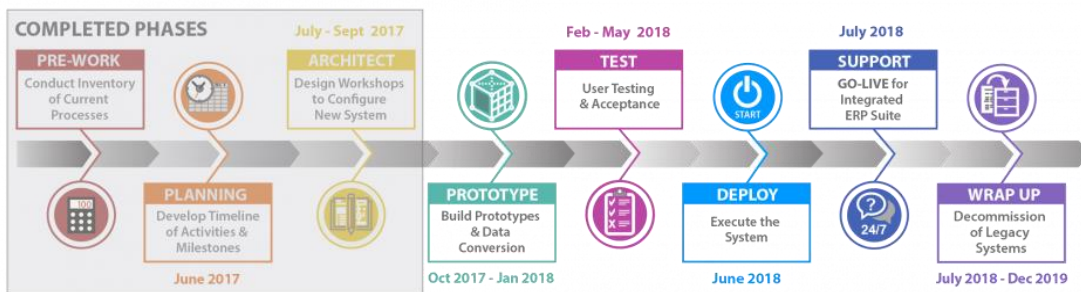 COMPLETED PHASES
PRE-WORK
Conduct Inventory
of Current
Processes
100
PLANNING
Develop Timeline
of Activities &
Milestones
June 2017
July - Sept 2017
ARCHITECT
Design Workshops
to Configure
New System
PROTOTYPE
Build Prototypes
& Data
Conversion
Oct 2017 - Jan 2018
Feb - May 2018
TEST
User Testing
& Acceptance
START
DEPLOY
Execute the
System
June 2018
July 2018
SUPPORT
GO-LIVE for
Integrated
ERP Suite
?
24/7
WRAP UP
Decommission
of Legacy
Systems
July 2018 - Dec 2019